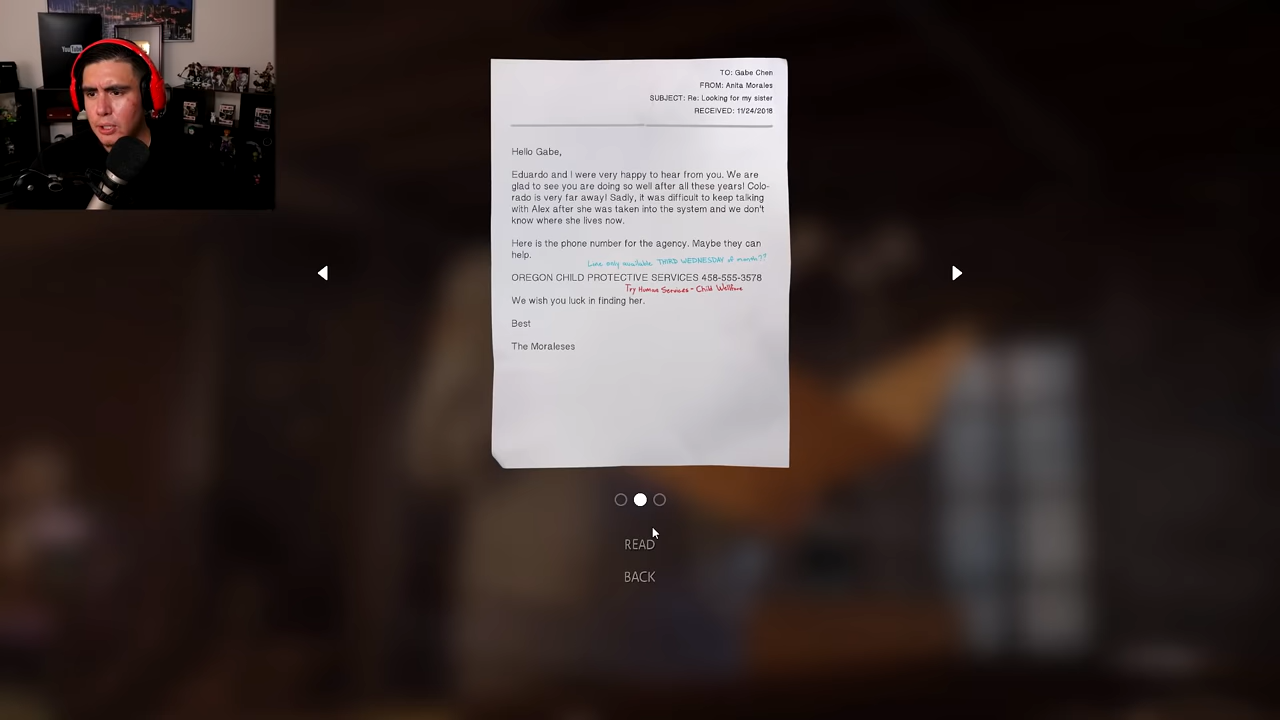 YouTube
TO: Gabe Chen
FROM: Anita Morales
SUBJECT: Re: Looking for my sister
RECEIVED: 11/24/2018
Hello Gabe,
Eduardo and I were very happy to hear from you. We are
glad to see you are doing so well after all these years! Colo-
rado is very far away! Sadly, it was difficult to keep talking
with Alex after she was taken into the system and we don't
know where she lives now.
Here is the phone number for the agency. Maybe they can
help.
Line only available THIRD WEDNESDAY of month??
OREGON CHILD PROTECTIVE SERVICES 458-555-3578
Try Human Services - Child Wellfare
We wish you luck in finding her.
Best
The Moraleses
READ
BACK